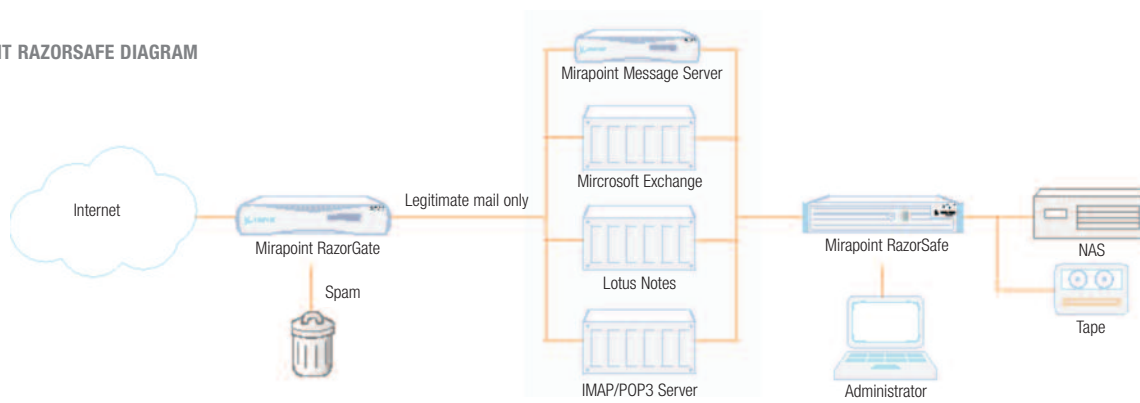 NT RAZORSAFE DIAGRAM
Mirapoint Message Server
Mircrosoft Exchange
Internet
Legitimate mail only
Mirapoint RazorGate
Mirapoint RazorSafe
NAS
Lotus Notes
Spam
Tape
IMAP/POP3 Server
Administrator